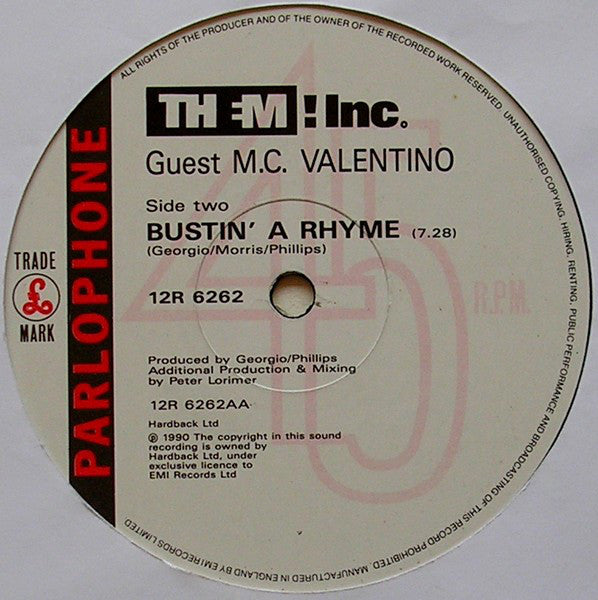 ALL RIGHTS OF THE PRODUCER AND OF THE OWNER OF THE RECORDED WORK RESERVED. UNAUTHORISED COPYING, HIRING, RENTING, PUBLIC PERFORMANCE AND BROADCASTING OF THIS RECORD PROHIBITED. MANUFACTURED IN ENGLAND BY EMI RECORDS LIMITED
PARLOPHONE
TRADE
£
MARK
THEM! Inc.
Guest M.C. VALENTINO
Side two
BUSTIN' A RHYME (7.28)
(Georgio/Morris/Phillips)
12R 6262
45
R.P.M.
Produced by Georgio/Phillips
Additional Production & Mixing
by Peter Lorimer
12R 6262AA
Hardback Ltd
℗ 1990 The copyright in this sound
recording is owned by
Hardback Ltd, under
exclusive licence to
EMI Records Ltd